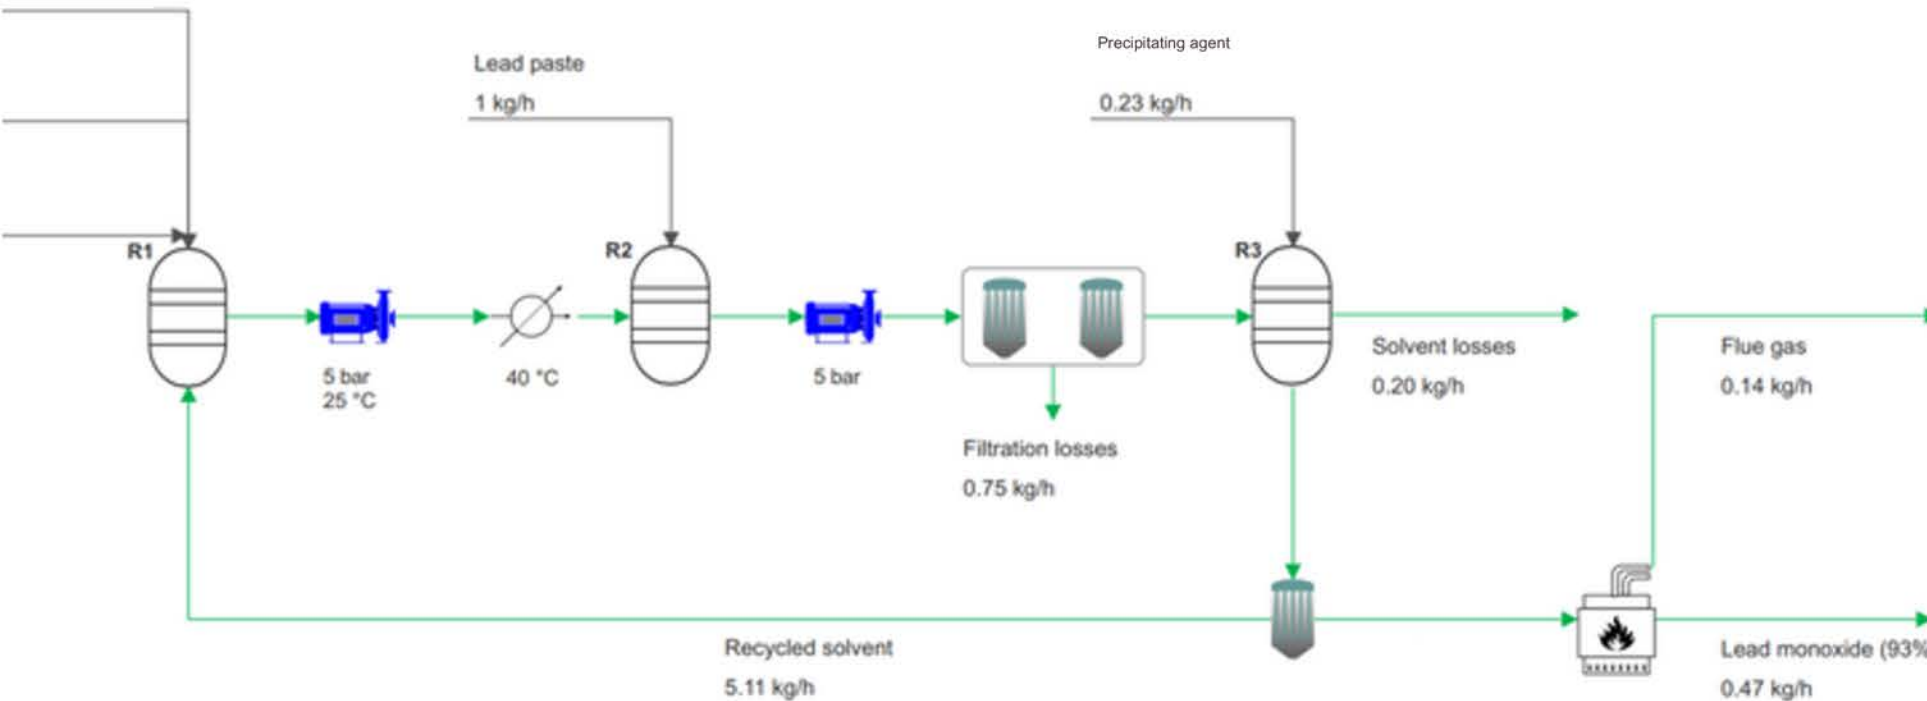 Precipitating agent
Lead paste
1 kg/h
0.23 kg/h
R1
R2
R3
5 bar
25 °C
40 °C
5 bar
Solvent losses
0.20 kg/h
Flue gas
0.14 kg/h
Filtration losses
0.75 kg/h
Recycled solvent
5.11 kg/h
Lead monoxide (93%
0.47 kg/h